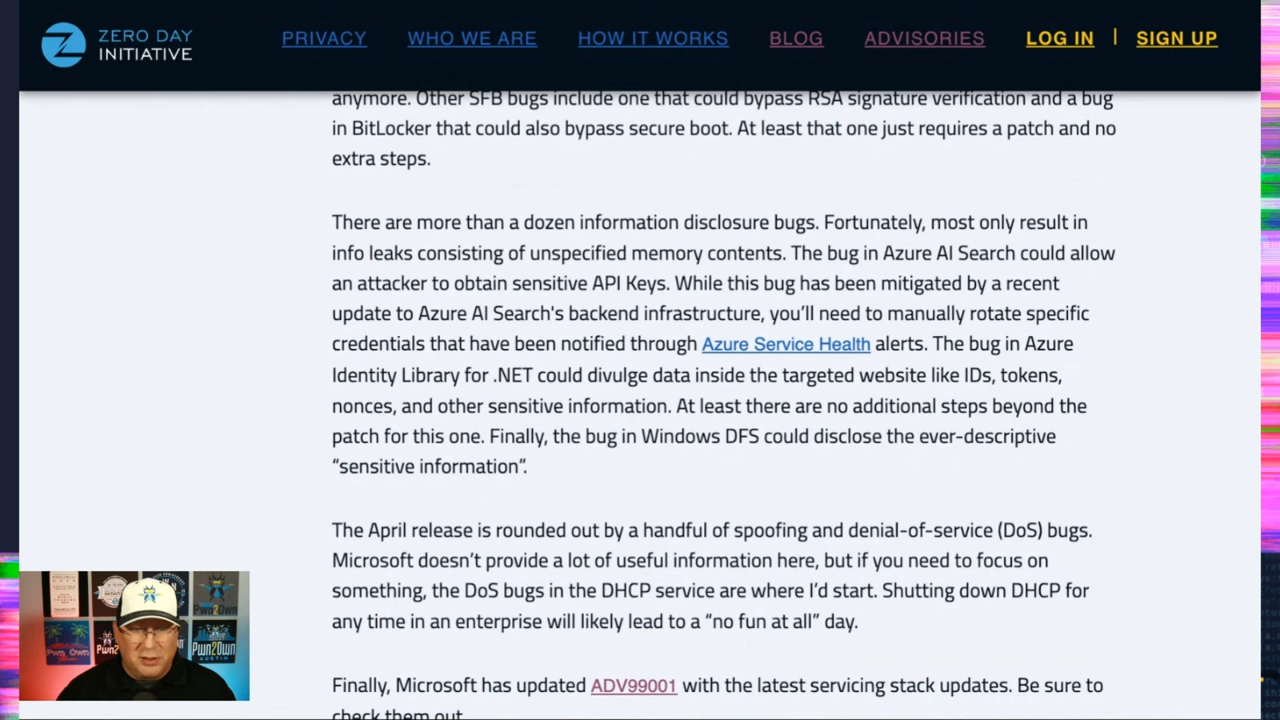 ZERO DAY
INITIATIVE
PRIVACY
WHO WE ARE
HOW IT WORKS
BLOG
ADVISORIES
LOG IN
|
SIGN UP
anymore. Other SFB bugs include one that could bypass RSA signature verification and a bug
in BitLocker that could also bypass secure boot. At least that one just requires a patch and no
extra steps.
There are more than a dozen information disclosure bugs. Fortunately, most only result in
info leaks consisting of unspecified memory contents. The bug in Azure AI Search could allow
an attacker to obtain sensitive API Keys. While this bug has been mitigated by a recent
update to Azure AI Search's backend infrastructure, you’ll need to manually rotate specific
credentials that have been notified through Azure Service Health alerts. The bug in Azure
Identity Library for .NET could divulge data inside the targeted website like IDs, tokens,
nonces, and other sensitive information. At least there are no additional steps beyond the
patch for this one. Finally, the bug in Windows DFS could disclose the ever-descriptive
“sensitive information”.
The April release is rounded out by a handful of spoofing and denial-of-service (DoS) bugs.
Microsoft doesn’t provide a lot of useful information here, but if you need to focus on
something, the DoS bugs in the DHCP service are where I’d start. Shutting down DHCP for
any time in an enterprise will likely lead to a “no fun at all” day.
Finally, Microsoft has updated ADV99001 with the latest servicing stack updates. Be sure to
check them out.
Pwn2Own
Pwn Own
Pwn2Own
AUSTIN